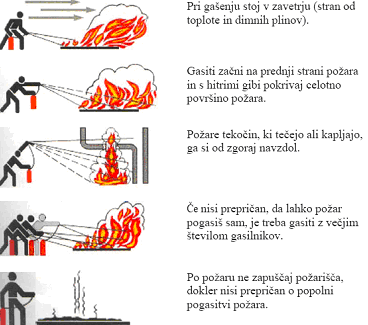 Pri gašenju stoj v zavetrju (stran od
toplote in dimnih plinov).
Gasiti začni na prednji strani požara
in s hitrimi gibi pokrivaj celotno
površino požara.
Požare tekočin, ki tečejo ali kapljajo,
ga si od zgoraj navzdol.
Če nisi prepričan, da lahko požar
pogasiš sam, je treba gasiti z večjim
številom gasilnikov.
Po požaru ne zapuščaj požarišča,
dokler nisi prepričan o popolni
pogasitvi požara.